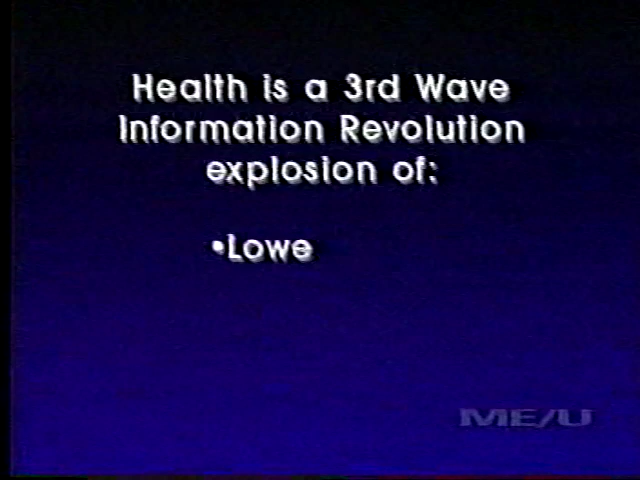 Health is a 3rd Wave
Information Revolution
explosion of:
•Lowe
ME/U